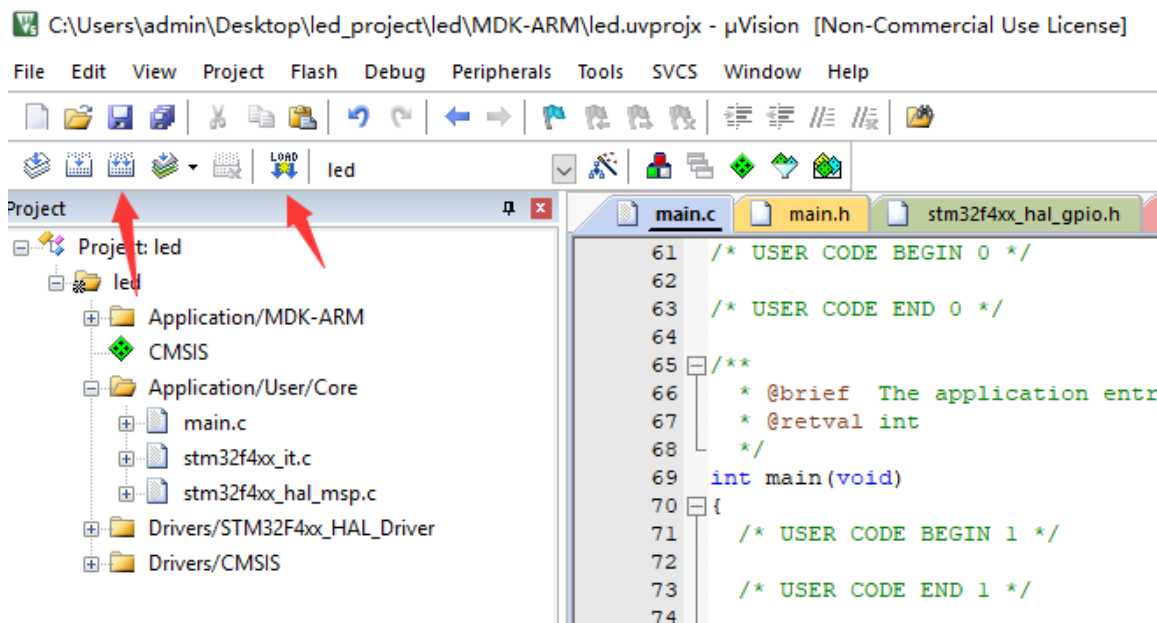 C:\Users\admin\Desktop\led_project\led\MDK-ARM\led.uvprojx - µVision [Non-Commercial Use License]
File Edit View Project Flash Debug Peripherals Tools SVCS Window Help
LOAD led
Project
Project: led
led
Application/MDK-ARM
CMSIS
Application/User/Core
main.c
stm32f4xx_it.c
stm32f4xx_hal_msp.c
Drivers/STM32F4xx_HAL_Driver
Drivers/CMSIS
main.c main.h stm32f4xx_hal_gpio.h
61 /* USER CODE BEGIN 0 */
62
63 /* USER CODE END 0 */
64
65 /**
66 * @brief The application entr
67 * @retval int
68 */
69 int main(void)
70 {
71 /* USER CODE BEGIN 1 */
72
73 /* USER CODE END 1 */
74